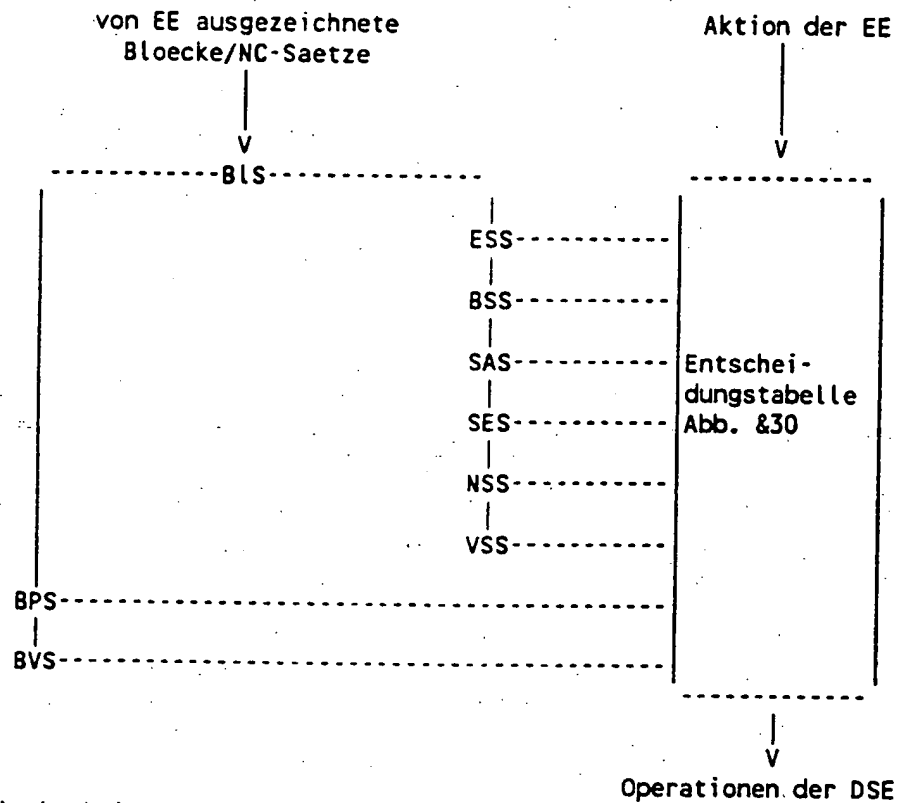 von EE ausgezeichnete
Bloecke/NC-Saetze
Aktion der EE
BlS
ESS
BSS
SAS
Entschei-
dungstabelle
SES
Abb. &30
NSS
VSS
BPS
BVS
Operationen der DSE